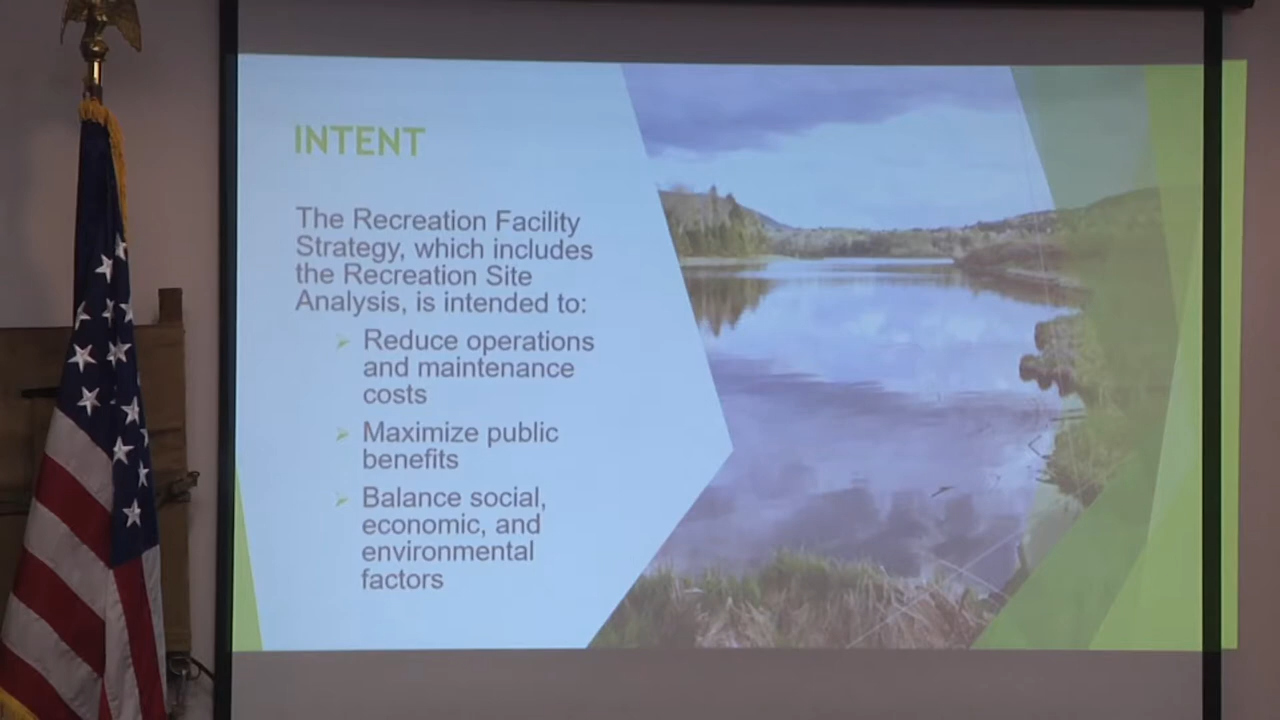 INTENT
The Recreation Facility
Strategy, which includes
the Recreation Site
Analysis, is intended to:
Reduce operations
and maintenance
costs
Maximize public
benefits
Balance social,
economic, and
environmental
factors